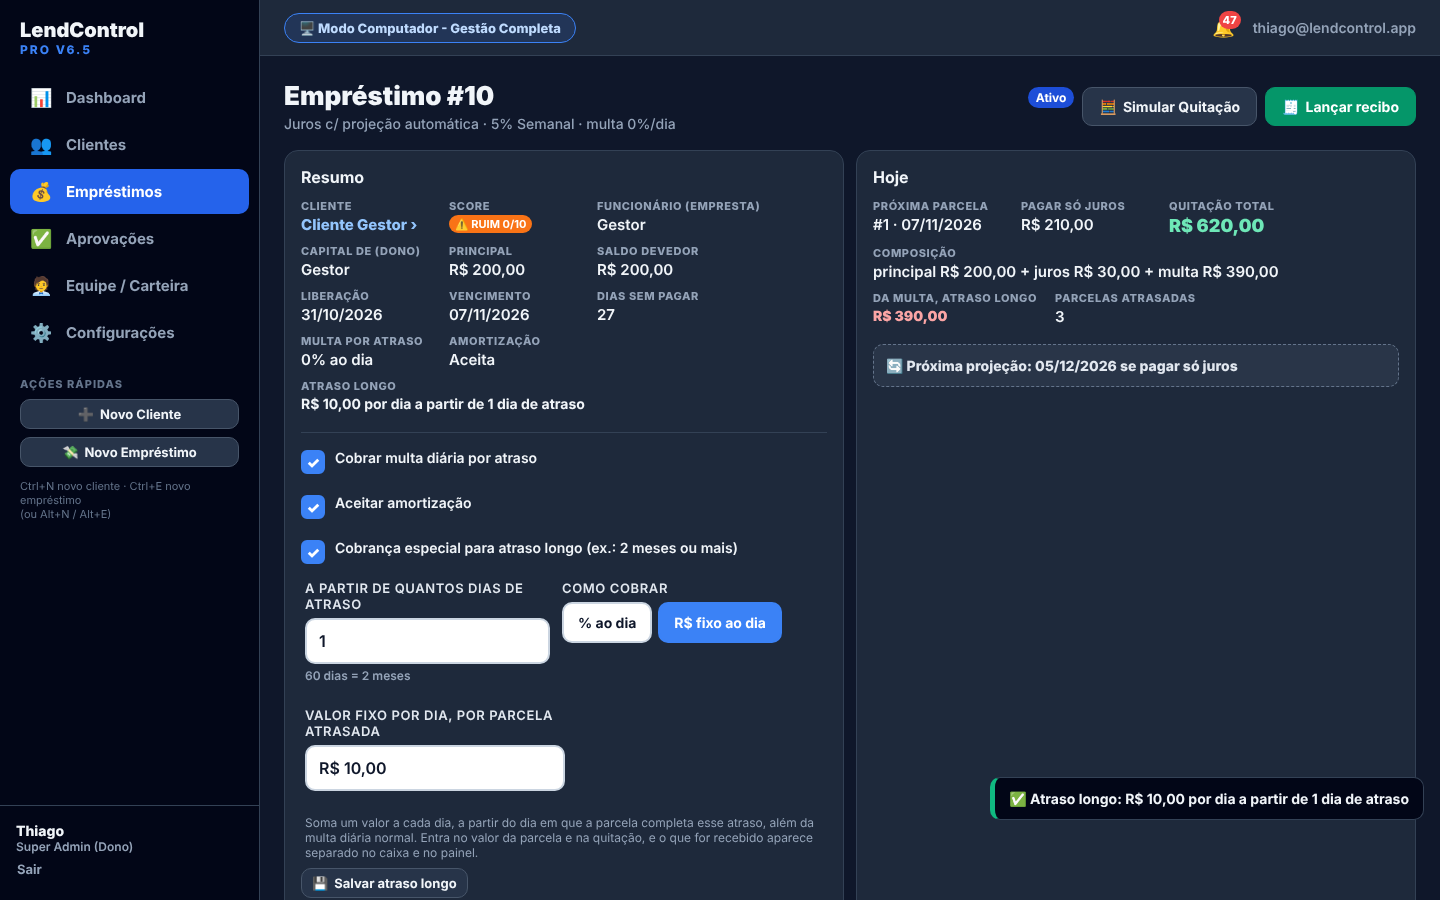 LendControl
PRO V6.5
📊 Dashboard
👥 Clientes
💰 Empréstimos
✅ Aprovações
🧑‍💼 Equipe / Carteira
⚙️ Configurações
AÇÕES RÁPIDAS
➕ Novo Cliente
💸 Novo Empréstimo
Ctrl+N novo cliente · Ctrl+E novo
empréstimo
(ou Alt+N / Alt+E)
Thiago
Super Admin (Dono)
Sair
🖥️ Modo Computador - Gestão Completa
🔔 47
thiago@lendcontrol.app
Empréstimo #10
Juros c/ projeção automática · 5% Semanal · multa 0%/dia
Ativo
🧮 Simular Quitação
🧾 Lançar recibo
Resumo
CLIENTE SCORE FUNCIONÁRIO (EMPRESTA)
Cliente Gestor › ⚠️ RUIM 0/10 Gestor
CAPITAL DE (DONO) PRINCIPAL SALDO DEVEDOR
Gestor R$ 200,00 R$ 200,00
LIBERAÇÃO VENCIMENTO DIAS SEM PAGAR
31/10/2026 07/11/2026 27
MULTA POR ATRASO AMORTIZAÇÃO
0% ao dia Aceita
ATRASO LONGO
R$ 10,00 por dia a partir de 1 dia de atraso
Cobrar multa diária por atraso
Aceitar amortização
Cobrança especial para atraso longo (ex.: 2 meses ou mais)
A PARTIR DE QUANTOS DIAS DE
ATRASO
1
60 dias = 2 meses
COMO COBRAR
% ao dia R$ fixo ao dia
VALOR FIXO POR DIA, POR PARCELA
ATRASADA
R$ 10,00
Soma um valor a cada dia, a partir do dia em que a parcela completa esse atraso, além da
multa diária normal. Entra no valor da parcela e na quitação, e o que for recebido aparece
separado no caixa e no painel.
💾 Salvar atraso longo
Hoje
PRÓXIMA PARCELA PAGAR SÓ JUROS QUITAÇÃO TOTAL
#1 · 07/11/2026 R$ 210,00 R$ 620,00
COMPOSIÇÃO
principal R$ 200,00 + juros R$ 30,00 + multa R$ 390,00
DA MULTA, ATRASO LONGO PARCELAS ATRASADAS
R$ 390,00 3
🔄 Próxima projeção: 05/12/2026 se pagar só juros
✅ Atraso longo: R$ 10,00 por dia a partir de 1 dia de atraso